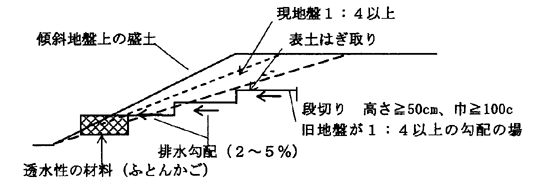 現地盤１：４以上
傾斜地盤上の盛土
表土はぎ取り
段切り　高さ≧50cm、巾≧100c
旧地盤が１：４以上の勾配の場
排水勾配（２～５％）
透水性の材料（ふとんかご）